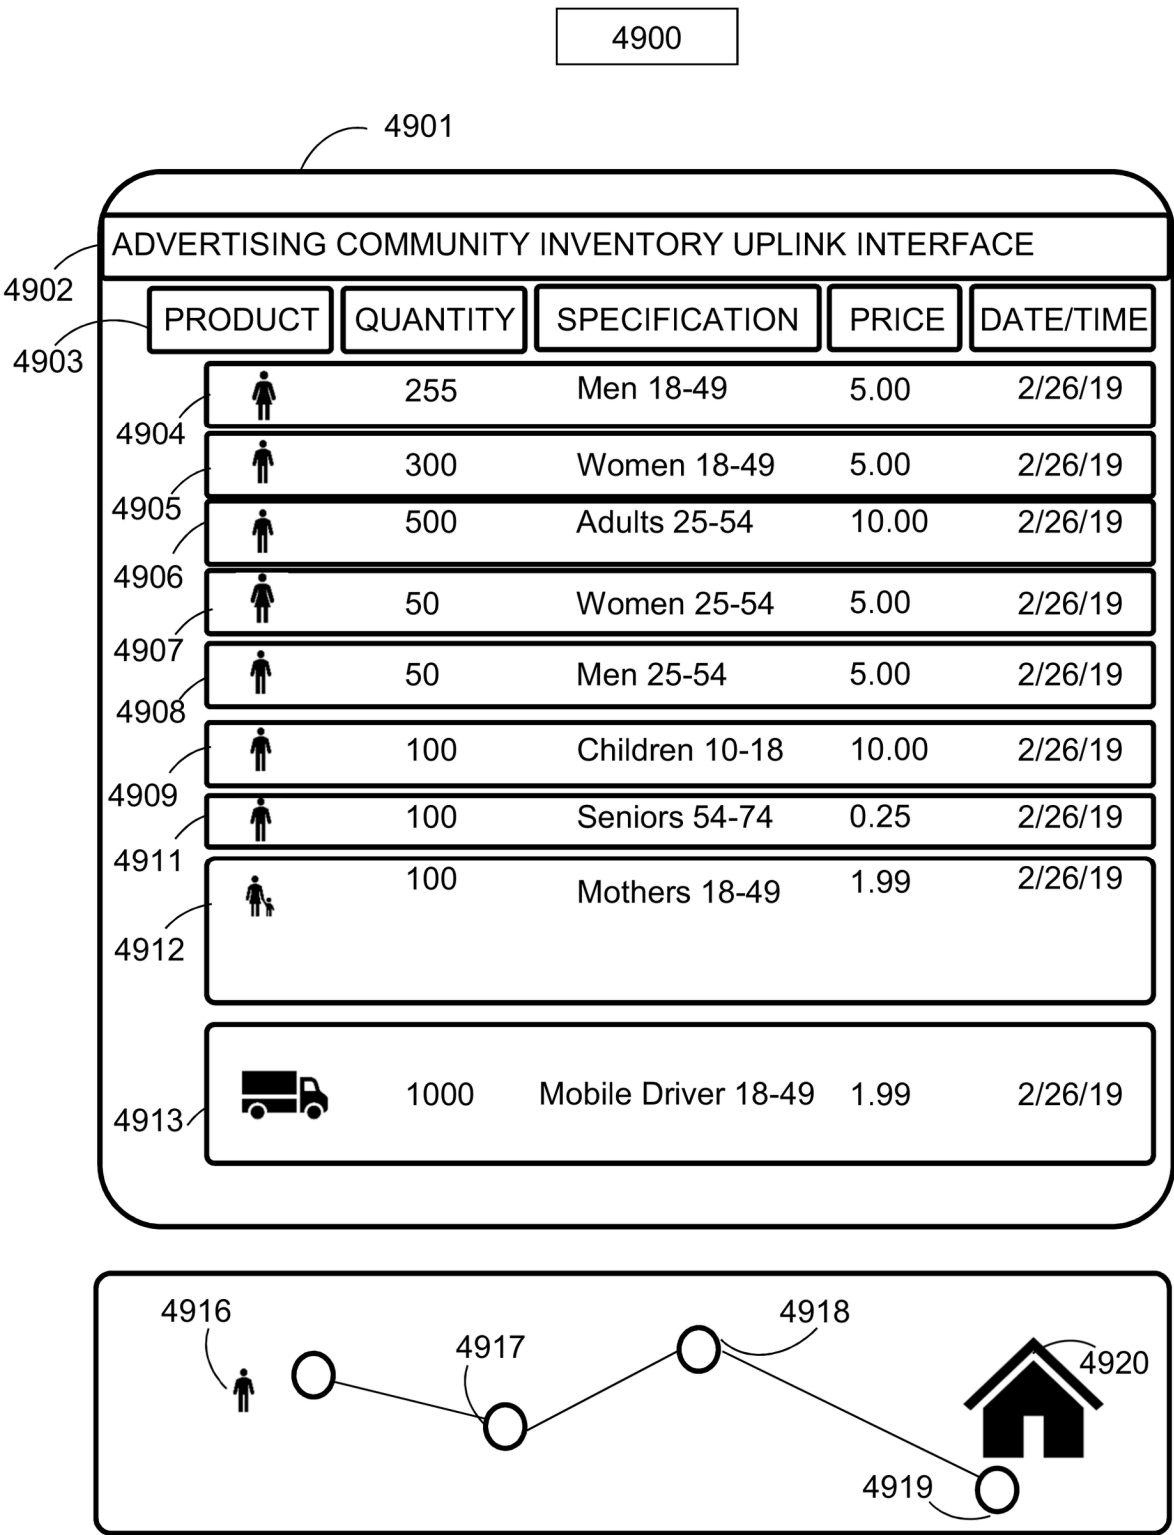 4900
4901
ADVERTISING COMMUNITY INVENTORY UPLINK INTERFACE
4902
PRODUCT QUANTITY SPECIFICATION PRICE DATE/TIME
4903
255 Men 18-49 5.00 2/26/19
4904
300 Women 18-49 5.00 2/26/19
4905
500 Adults 25-54 10.00 2/26/19
4906
50 Women 25-54 5.00 2/26/19
4907
50 Men 25-54 5.00 2/26/19
4908
100 Children 10-18 10.00 2/26/19
4909
100 Seniors 54-74 0.25 2/26/19
4911
100 Mothers 18-49 1.99 2/26/19
4912
1000 Mobile Driver 18-49 1.99 2/26/19
4913
4916
4918
4917
4920
4919